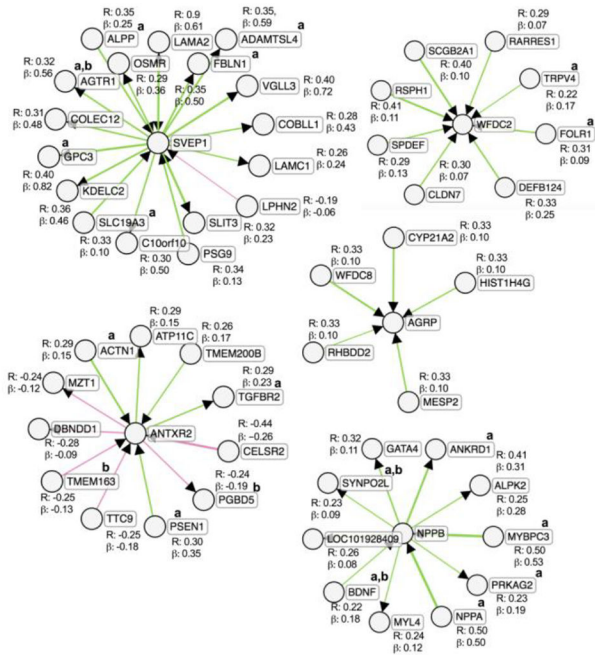 R: 0.35
β: 0.25
ALPP
R: 0.9
β: 0.61
LAMA2
R: 0.35,
β: 0.59
a
ADAMTSL4
R: 0.32
β: 0.56
a,b
AGTR1
OSMR
R: 0.29
β: 0.36
a
FBLN1
R: 0.35
β: 0.50
VGLL3
R: 0.40
β: 0.72
R: 0.31
β: 0.48
COLEC12
SVEP1
COBLL1
R: 0.28
β: 0.43
a
GPC3
R: 0.40
β: 0.82
LAMC1
R: 0.26
β: 0.24
KDELC2
R: 0.36
β: 0.46
LPHN2
R: -0.19
β: -0.06
SLC19A3
R: 0.33
β: 0.10
a
C10orf10
R: 0.30
β: 0.50
SLIT3
R: 0.32
β: 0.23
PSG9
R: 0.34
β: 0.13
R: 0.29
β: 0.07
RARRES1
SCGB2A1
R: 0.40
β: 0.10
a
TRPV4
R: 0.22
β: 0.17
RSPH1
R: 0.41
β: 0.11
WFDC2
a
FOLR1
R: 0.31
β: 0.09
SPDEF
R: 0.29
β: 0.13
R: 0.30
β: 0.07
CLDN7
DEFB124
R: 0.33
β: 0.25
CYP21A2
R: 0.33
β: 0.10
R: 0.33
β: 0.10
WFDC8
R: 0.33
β: 0.10
HIST1H4G
AGRP
RHBDD2
R: 0.33
β: 0.10
R: 0.33
β: 0.10
MESP2
R: 0.29
β: 0.15
a
ACTN1
R: 0.29
β: 0.15
ATP11C
R: 0.26
β: 0.17
TMEM200B
R: -0.24
β: -0.12
MZT1
R: 0.29
β: 0.23
a
TGFBR2
DBNDD1
R: -0.28
β: -0.09
ANTXR2
R: -0.44
β: -0.26
CELSR2
b
TMEM163
R: -0.25
β: -0.13
R: -0.24
β: -0.19
b
PGBD5
TTC9
R: -0.25
β: -0.18
a
PSEN1
R: 0.30
β: 0.35
R: 0.32
β: 0.11
GATA4
a
ANKRD1
R: 0.41
β: 0.31
a,b
SYNPO2L
R: 0.23
β: 0.09
ALPK2
R: 0.25
β: 0.28
LOC101928409
R: 0.26
β: 0.08
NPPB
a
MYBPC3
R: 0.50
β: 0.53
a,b
BDNF
R: 0.22
β: 0.18
a
PRKAG2
R: 0.23
β: 0.19
MYL4
R: 0.24
β: 0.12
a
NPPA
R: 0.50
β: 0.50